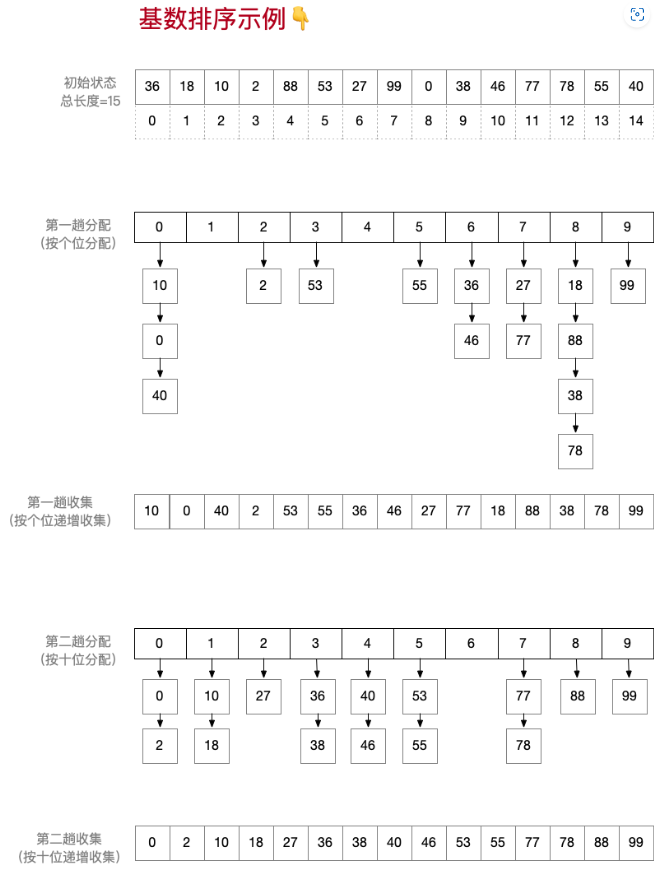 基数排序示例👇
初始状态
总长度=15
36 18 10 2 88 53 27 99 0 38 46 77 78 55 40
0 1 2 3 4 5 6 7 8 9 10 11 12 13 14
第一趟分配
(按个位分配)
0 1 2 3 4 5 6 7 8 9
10 2 53 55 36 27 18 99
0 46 77 88
40 38
78
第一趟收集
(按个位递增收集)
10 0 40 2 53 55 36 46 27 77 18 88 38 78 99
第二趟分配
(按十位分配)
0 1 2 3 4 5 6 7 8 9
0 10 27 36 40 53 77 88 99
2 18 38 46 55 78
第二趟收集
(按十位递增收集)
0 2 10 18 27 36 38 40 46 53 55 77 78 88 99